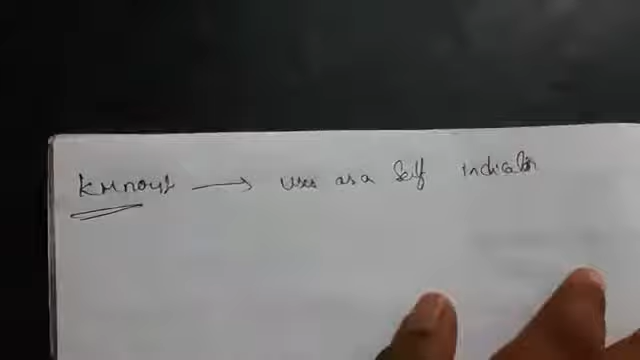 KMnO4 → uses as a Self indicator